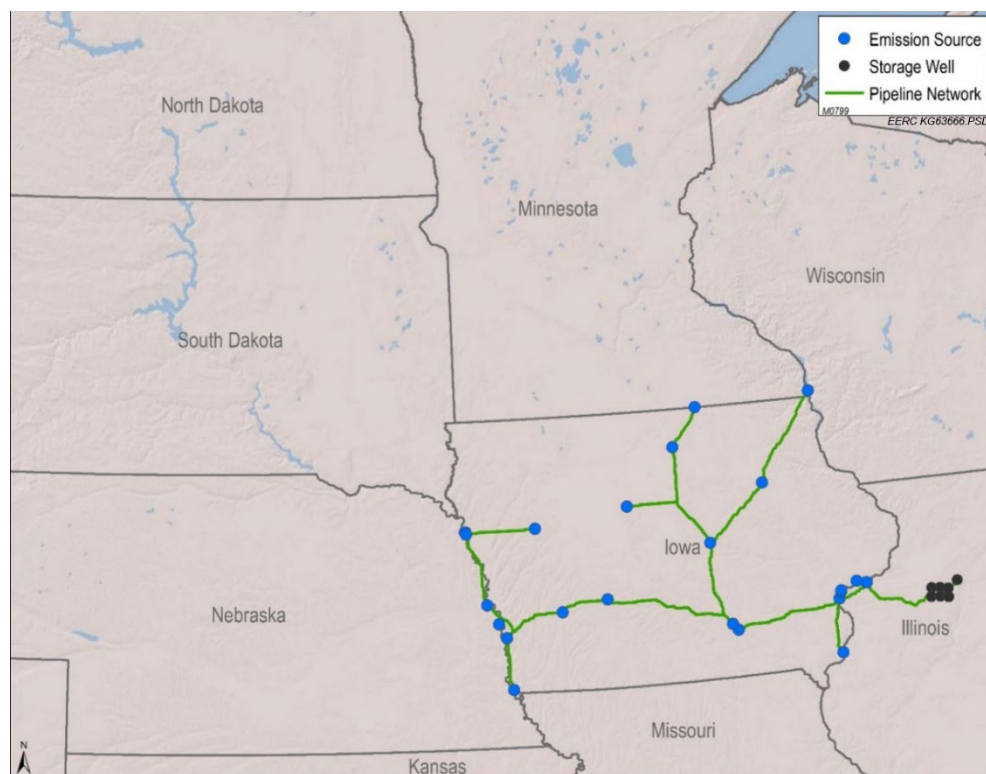 Emission Source
Storage Well
Pipeline Network
M0799
EERC KG63666.PSD
North Dakota
Minnesota
Wisconsin
South Dakota
Iowa
Nebraska
Illinois
Missouri
Kansas
N